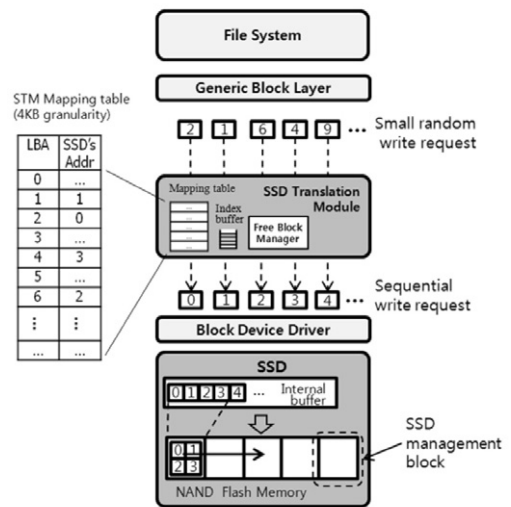 File System
Generic Block Layer
STM Mapping table
(4KB granularity)
2 1 6 4 9 ... Small random
write request
LBA SSD's
Addr
0 ...
1 1
2 0
3 ...
4 3
5 ...
6 2
⋮ ⋮
... ...
Mapping table SSD Translation
Module
...
...
...
...
...
Index
buffer
Free Block
Manager
0 1 2 3 4 ... Sequential
write request
Block Device Driver
SSD
0 1 2 3 4 ... Internal
buffer
0 1
2 3
SSD
management
block
NAND Flash Memory